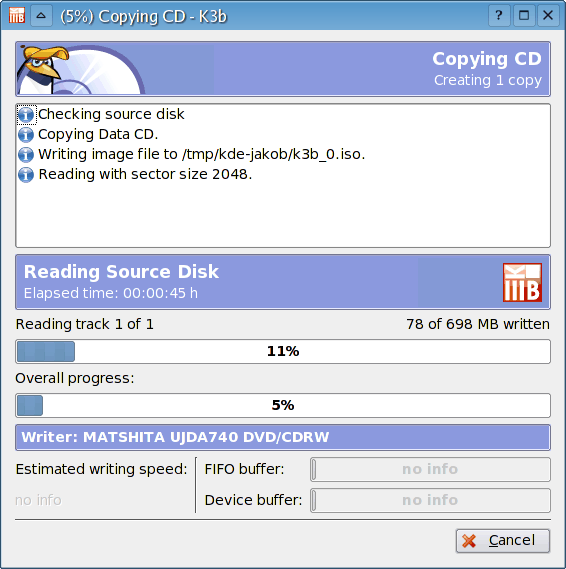 (5%) Copying CD - K3b
Copying CD
Creating 1 copy
Checking source disk
Copying Data CD.
Writing image file to /tmp/kde-jakob/k3b_0.iso.
Reading with sector size 2048.
Reading Source Disk
Elapsed time: 00:00:45 h
Reading track 1 of 1 78 of 698 MB written
11%
Overall progress:
5%
Writer: MATSHITA UJDA740 DVD/CDRW
Estimated writing speed: FIFO buffer: no info
no info Device buffer: no info
Cancel